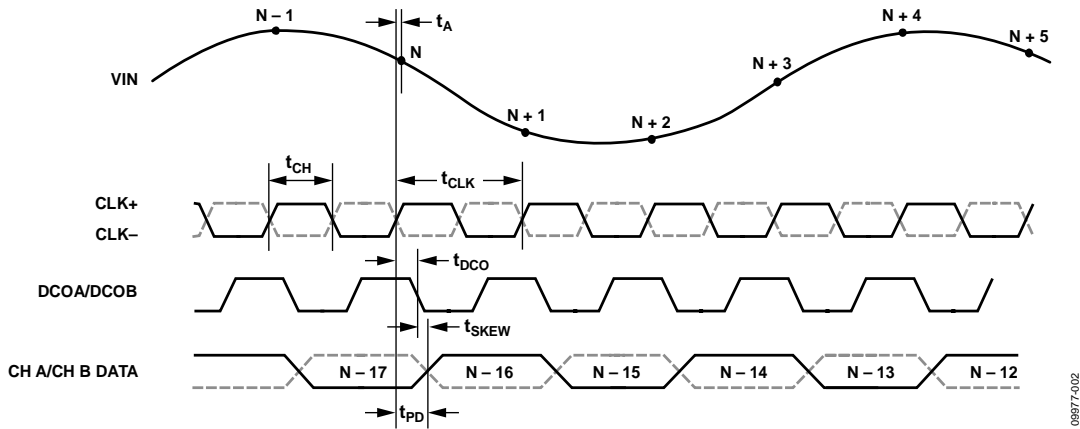 N – 1
tA
N
N + 4
N + 5
N + 3
VIN
N + 1
N + 2
tCH
tCLK
CLK+
CLK–
tDCO
DCOA/DCOB
tSKEW
CH A/CH B DATA
N – 17
N – 16
N – 15
N – 14
N – 13
N – 12
tPD
09977-002